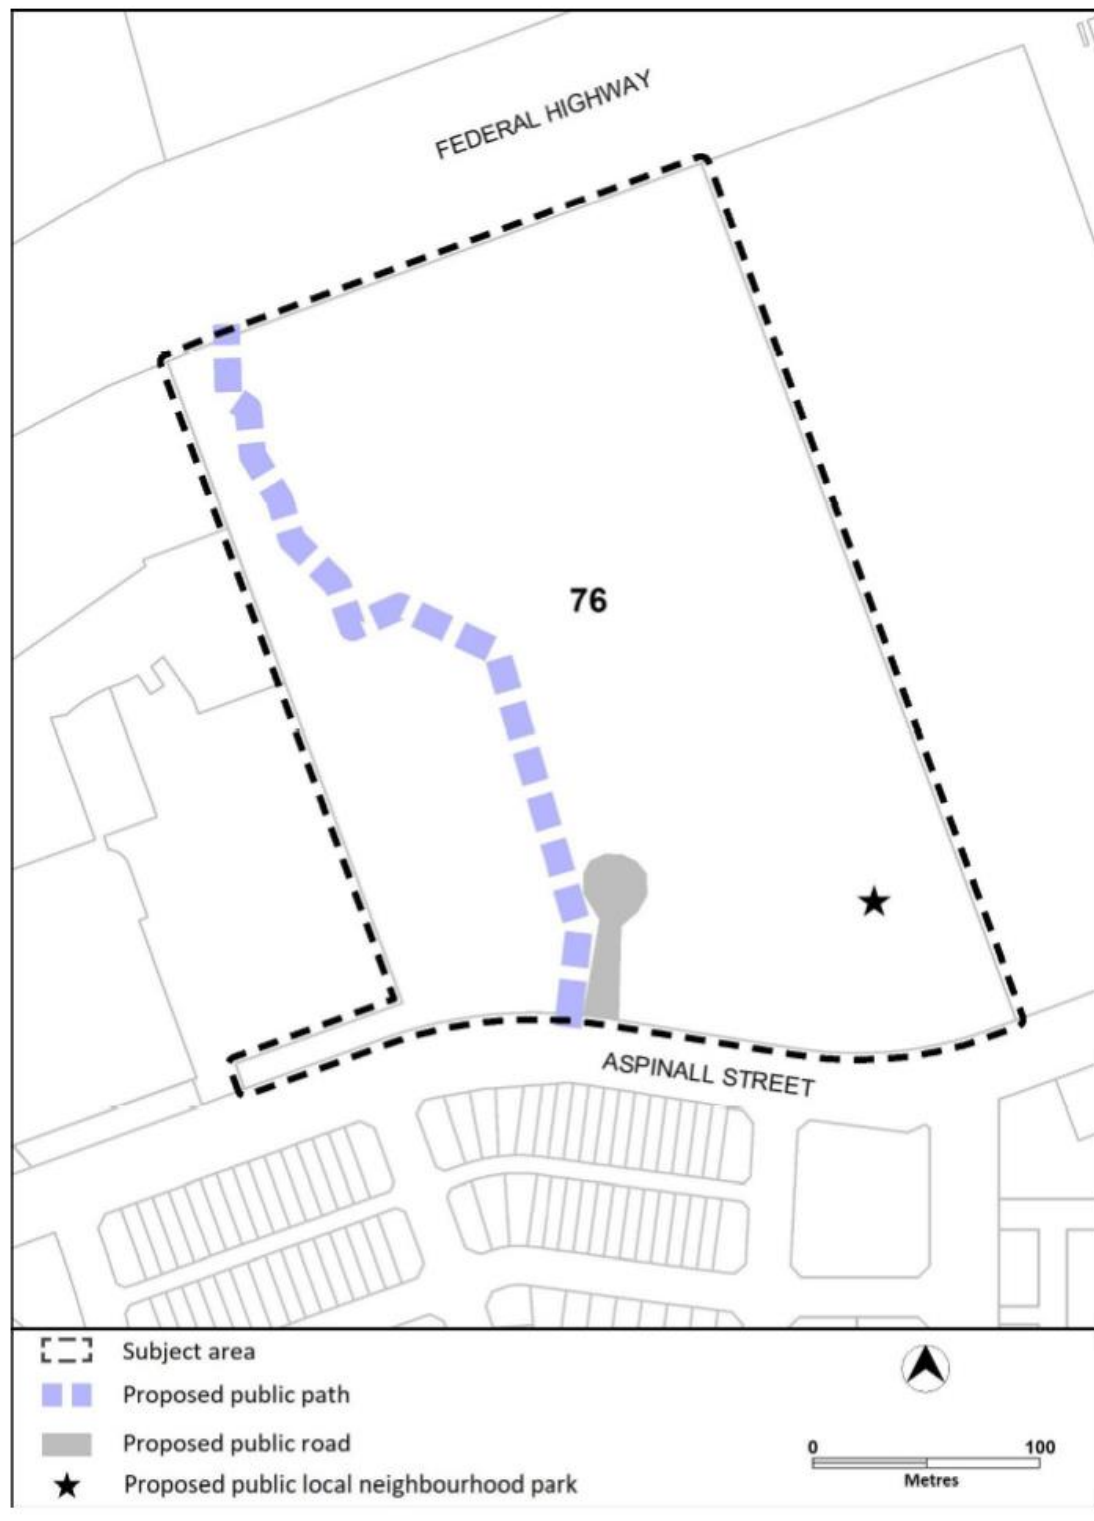 FEDERAL HIGHWAY
76
ASPINALL STREET
Subject area
Proposed public path
Proposed public road
Proposed public local neighbourhood park
0 100
Metres